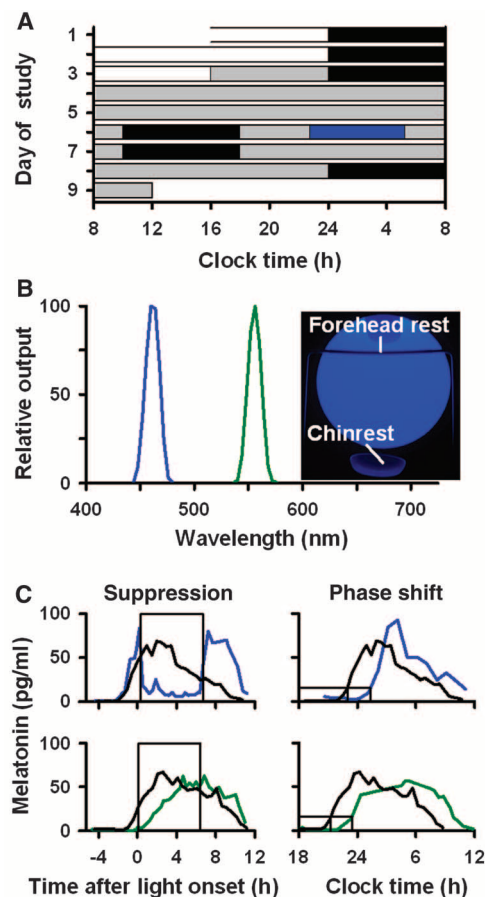 A
Day of study
1
3
5
7
9
8 12 16 20 24 4 8
Clock time (h)
B
Relative output
100
50
0
400 500 600 700
Wavelength (nm)
Forehead rest
Chinrest
C
Suppression Phase shift
Melatonin (pg/ml)
100
50
0
100
50
0
-4 0 4 8 12 18 24 6 12
Time after light onset (h) Clock time (h)